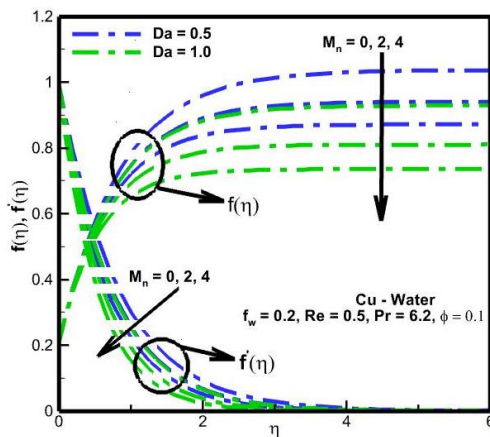 1.2
Da = 0.5
Da = 1.0
Mₙ = 0, 2, 4
1
0.8
f(η), f˙(η)
f(η)
0.6
0.4
Mₙ = 0, 2, 4
Cu - Water
f_w = 0.2, Re = 0.5, Pr = 6.2, ϕ = 0.1
0.2
f˙(η)
0
0
2
η
4
6